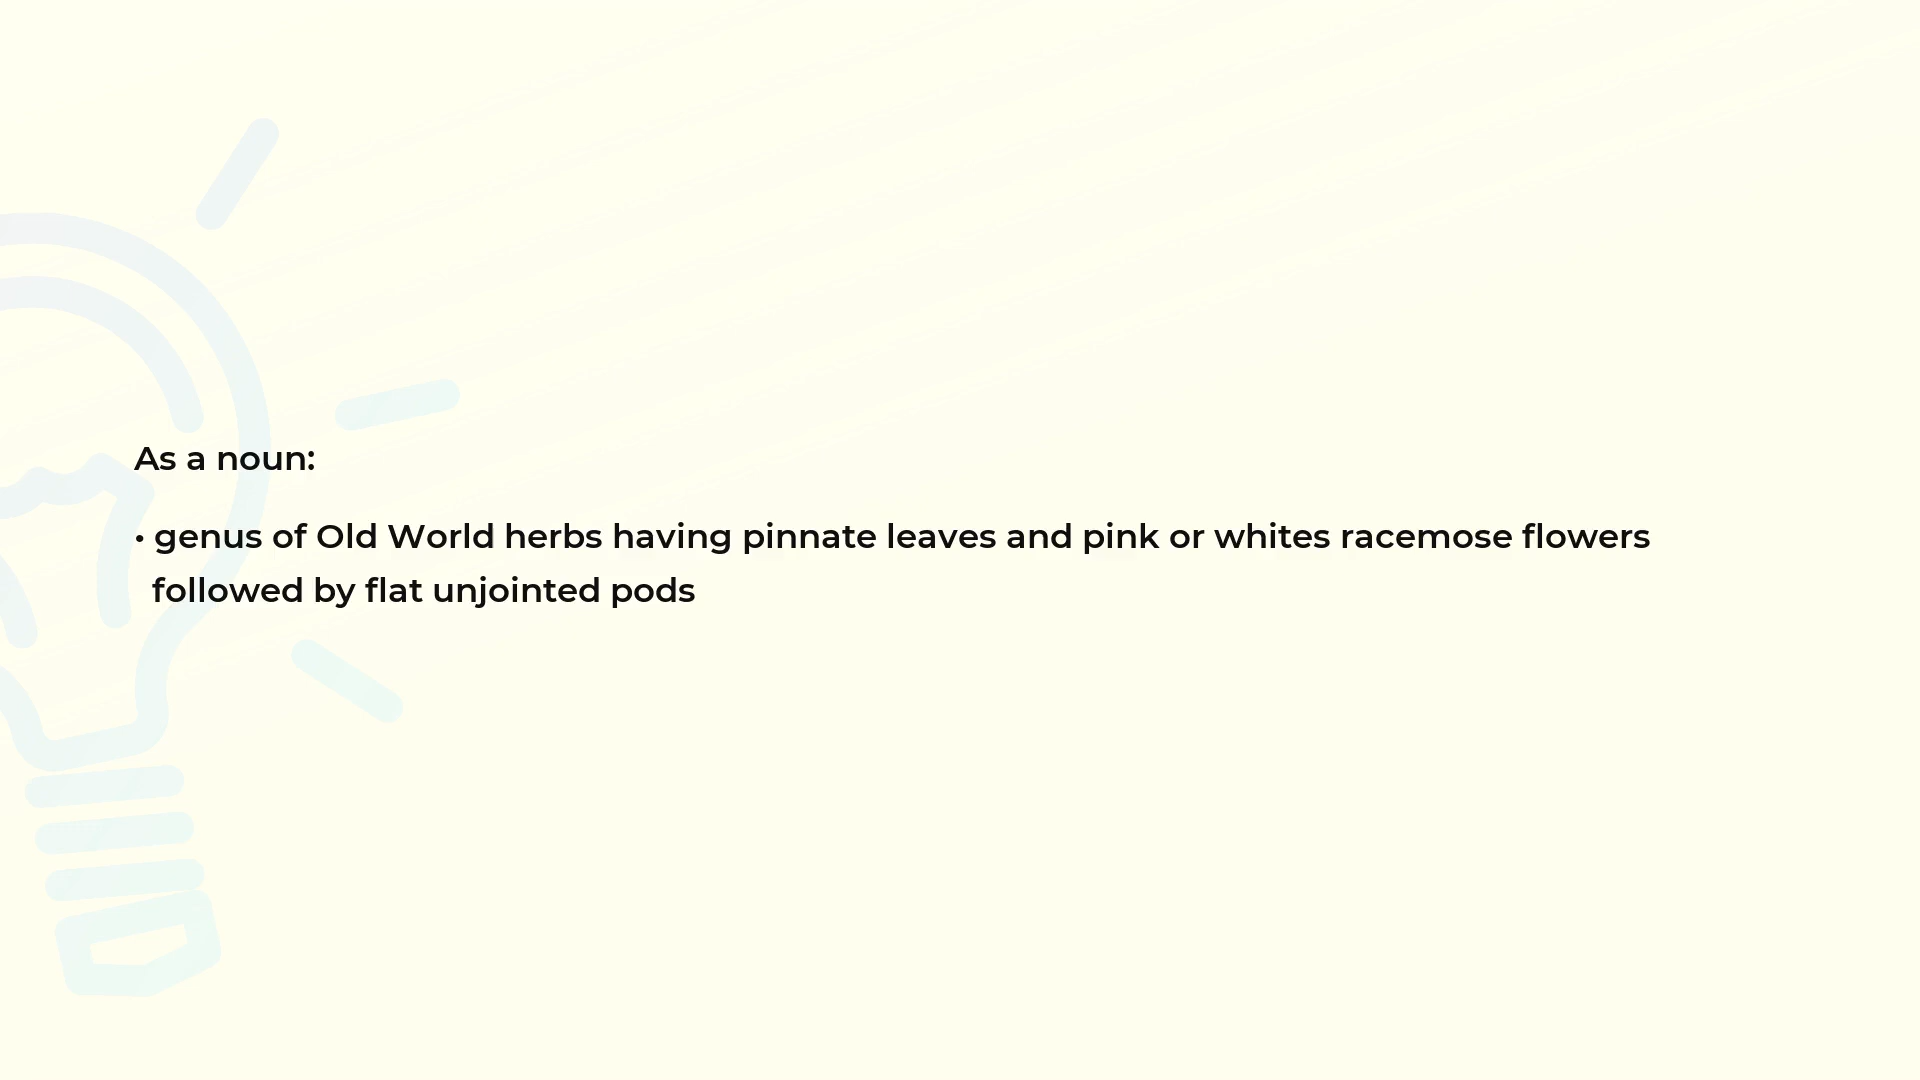 As a noun:
• genus of Old World herbs having pinnate leaves and pink or whites racemose flowers
followed by flat unjointed pods